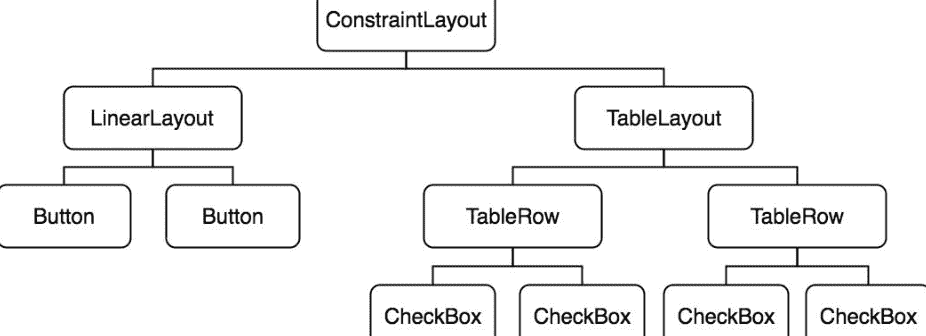 ConstraintLayout
LinearLayout
TableLayout
Button
Button
TableRow
TableRow
CheckBox
CheckBox
CheckBox
CheckBox